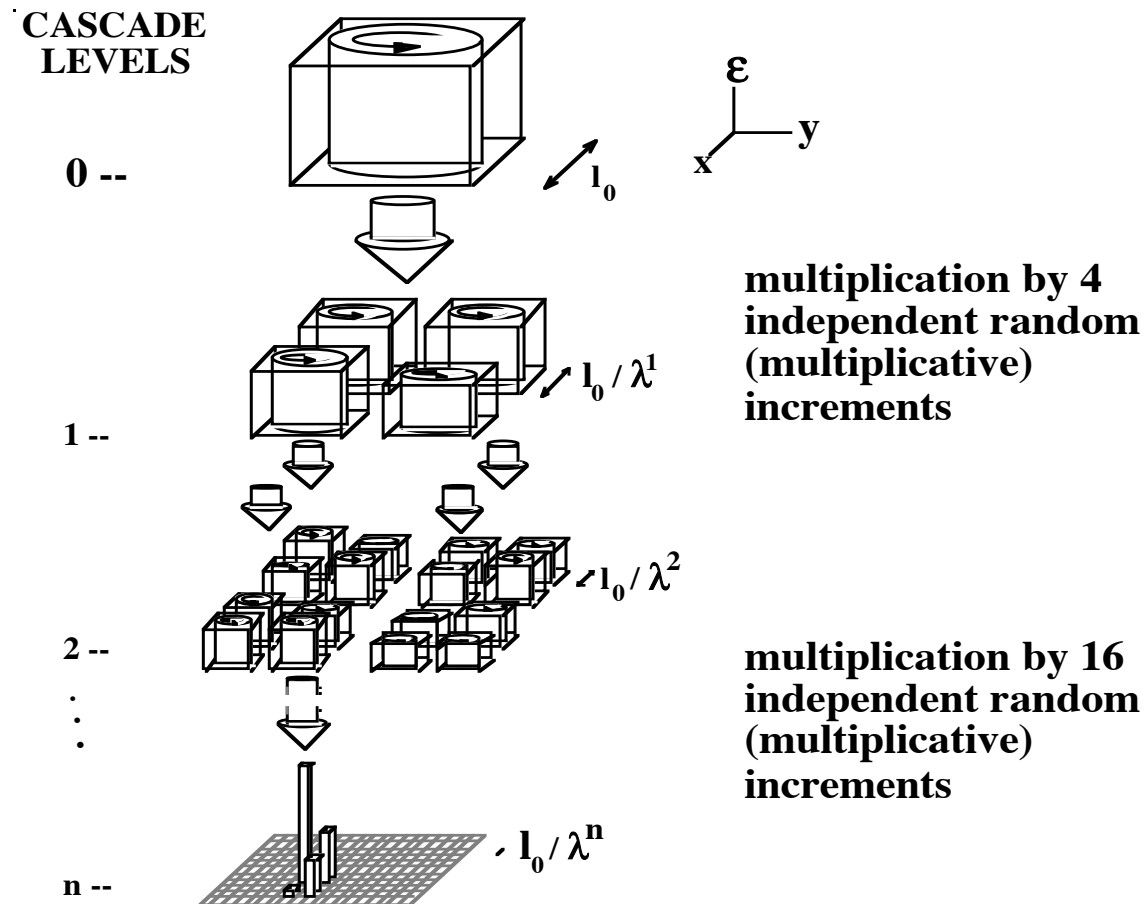 CASCADE
LEVELS
ε
y
x
0 --
l₀
multiplication by 4
independent random
(multiplicative)
increments
l₀ / λ¹
1 --
l₀ / λ²
2 --
.
.
.
multiplication by 16
independent random
(multiplicative)
increments
l₀ / λⁿ
n --